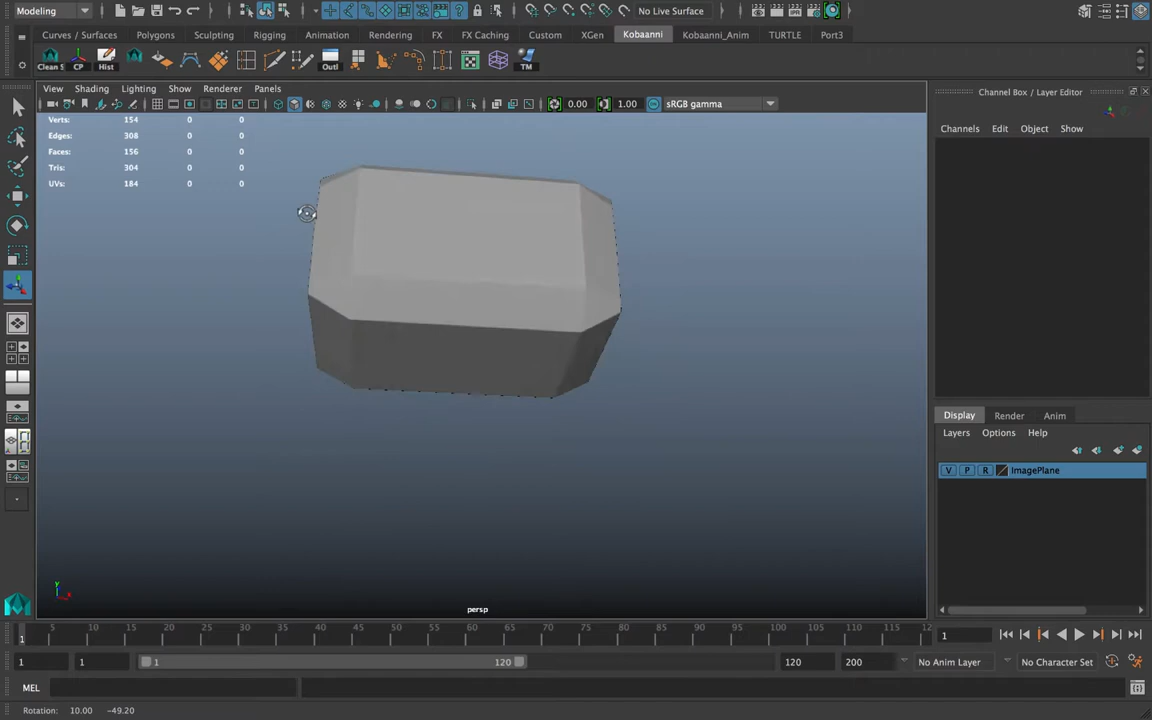 Modeling
No Live Surface
Curves / Surfaces Polygons Sculpting Rigging Animation Rendering FX FX Caching Custom XGen Kobaanni Kobaanni_Anim TURTLE Port3
Clean S CP Hist Outl TM
View Shading Lighting Show Renderer Panels
0.00 1.00 sRGB gamma
Channel Box / Layer Editor
Channels Edit Object Show
Verts: 154 0 0
Edges: 308 0 0
Faces: 156 0 0
Tris: 304 0 0
UVs: 184 0 0
Display Render Anim
Layers Options Help
V P R ImagePlane
persp
y
x
1 5 10 15 20 25 30 35 40 45 50 55 60 65 70 75 80 85 90 95 100 105 110 115 12
1
1 1 1 120 120 200 No Anim Layer No Character Set
MEL
Rotation: 10.00 -49.20